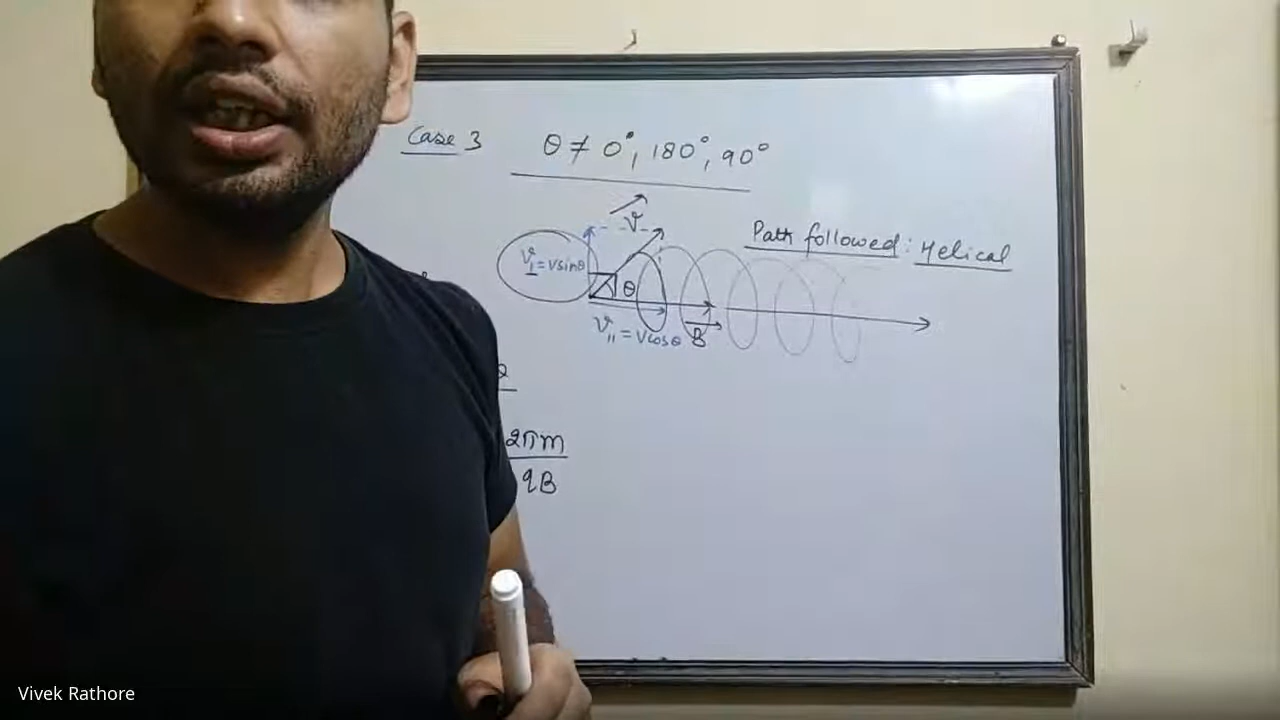 Case 3
θ ≠ 0°, 180°, 90°
v
Path followed: Helical
v⊥ = vsinθ
θ
v|| = vcosθ
B
2πm
qB
Vivek Rathore